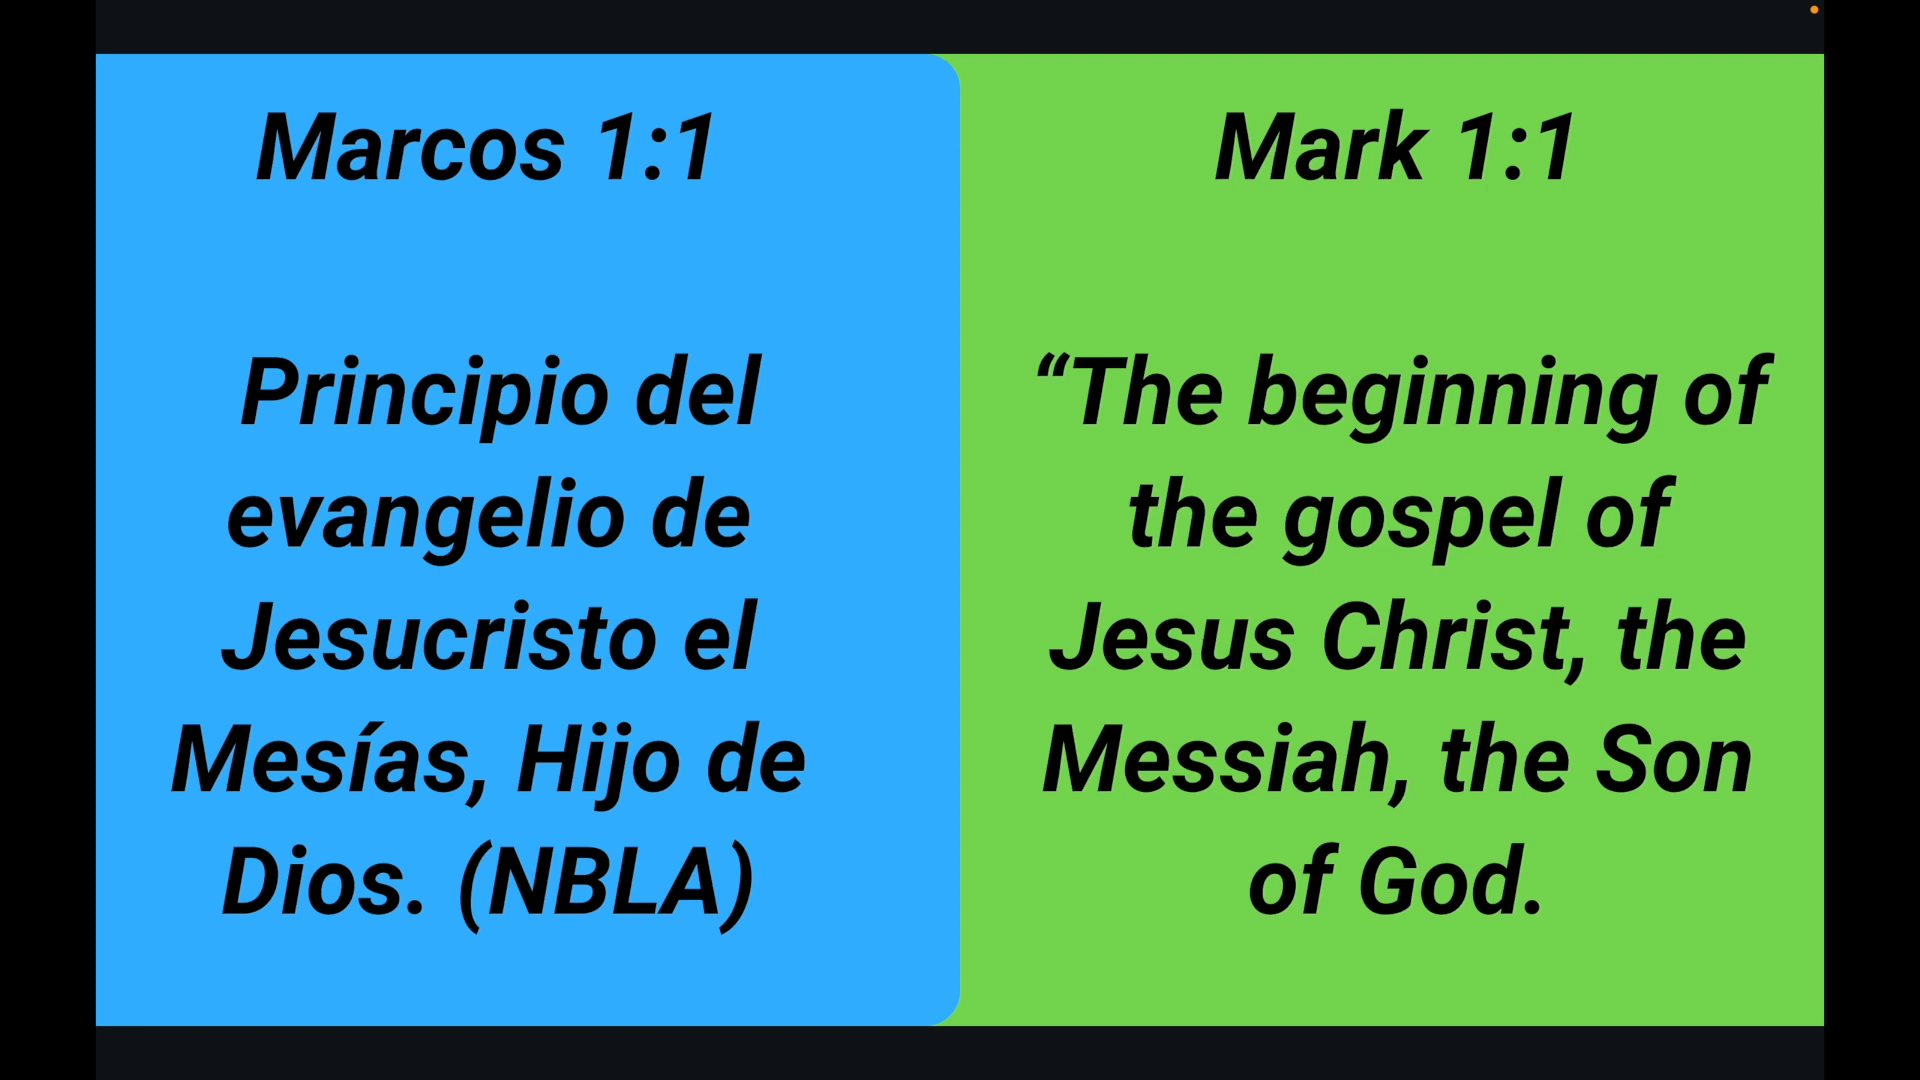 Marcos 1:1
Principio del
evangelio de
Jesucristo el
Mesías, Hijo de
Dios. (NBLA)
Mark 1:1
“The beginning of
the gospel of
Jesus Christ, the
Messiah, the Son
of God.